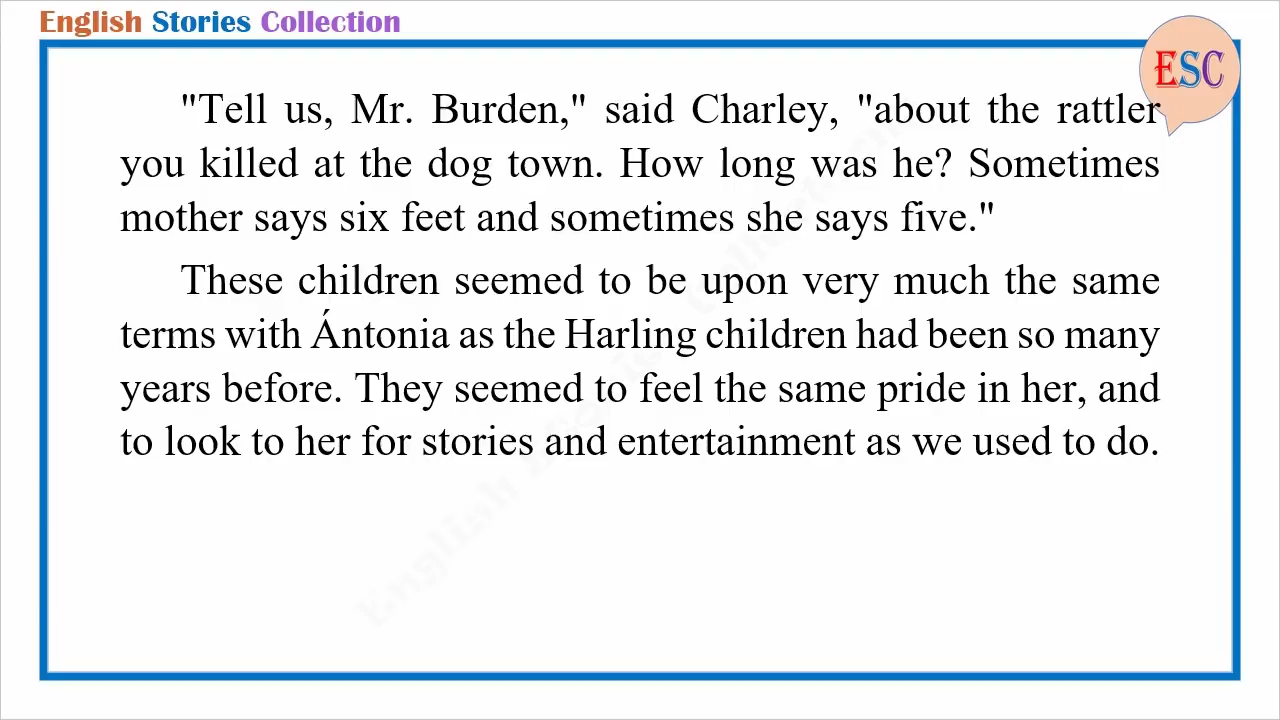 English Stories Collection
ESC
"Tell us, Mr. Burden," said Charley, "about the rattler
you killed at the dog town. How long was he? Sometimes
mother says six feet and sometimes she says five."
These children seemed to be upon very much the same
terms with Ántonia as the Harling children had been so many
years before. They seemed to feel the same pride in her, and
to look to her for stories and entertainment as we used to do.